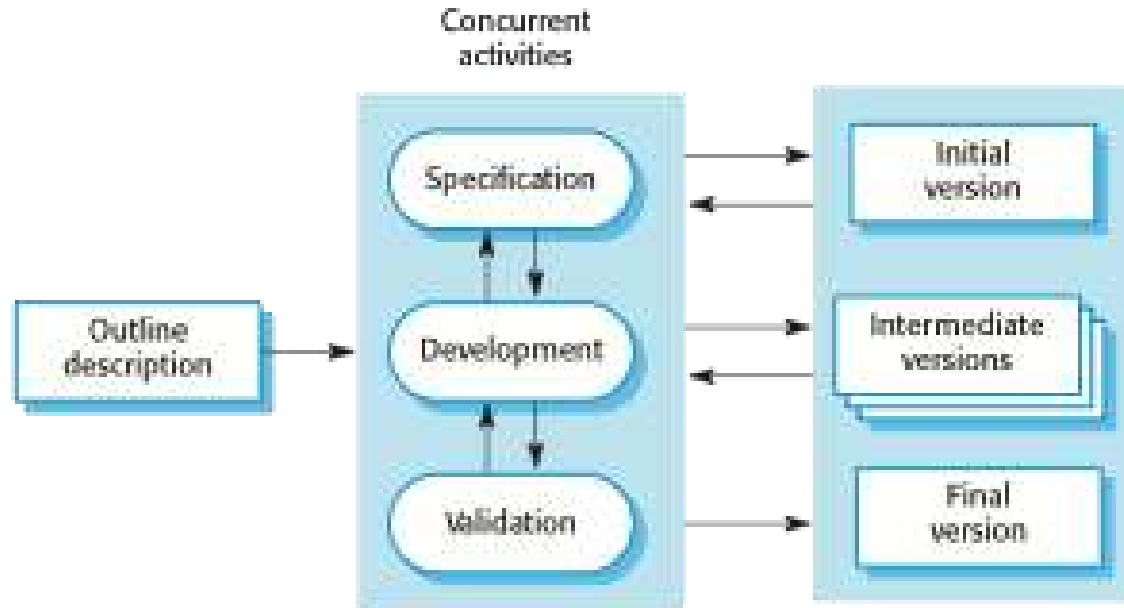 Concurrent
activities
Specification
Initial
version
Outline
description
Development
Intermediate
versions
Validation
Final
version